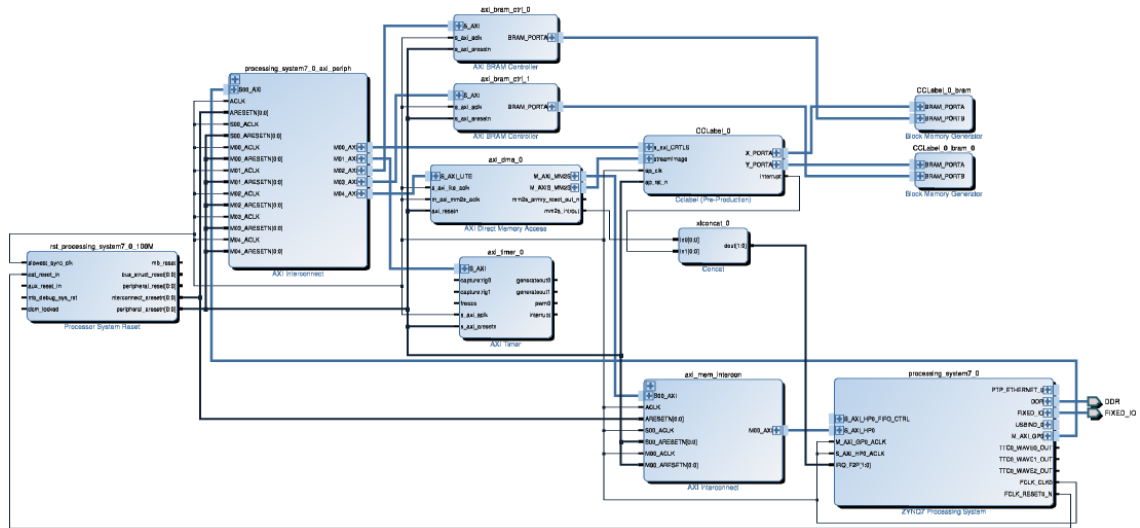 axi_bram_ctrl_0
S_AXI
s_axi_aclk
s_axi_aresetn
BRAM_PORTA
AXI BRAM Controller
axi_bram_ctrl_1
S_AXI
s_axi_aclk
s_axi_aresetn
BRAM_PORTA
AXI BRAM Controller
processing_system7_0_axi_periph
S00_AXI
ACLK
ARESETN[0:0]
S00_ACLK
S00_ARESETN[0:0]
M00_ACLK
M00_ARESETN[0:0]
M01_ACLK
M01_ARESETN[0:0]
M02_ACLK
M02_ARESETN[0:0]
M03_ACLK
M03_ARESETN[0:0]
M04_ACLK
M04_ARESETN[0:0]
M00_AXI
M01_AXI
M02_AXI
M03_AXI
M04_AXI
AXI Interconnect
CCLabel_0
s_axi_CRTLS
streamImage
ap_clk
ap_rst_n
X_PORTA
Y_PORTA
interrupt
Cclabel (Pre-Production)
CCLabel_0_bram
BRAM_PORTA
BRAM_PORTB
Block Memory Generator
CCLabel_0_bram_0
BRAM_PORTA
BRAM_PORTB
Block Memory Generator
axi_dma_0
S_AXI_LITE
s_axi_lite_aclk
m_axi_mm2s_aclk
axi_resetn
M_AXI_MM2S
M_AXIS_MM2S
mm2s_prmry_reset_out_n
mm2s_introut
AXI Direct Memory Access
xlconcat_0
In0[0:0]
In1[0:0]
dout[1:0]
Concat
rst_processing_system7_0_100M
slowest_sync_clk
ext_reset_in
aux_reset_in
mb_debug_sys_rst
dcm_locked
mb_reset
bus_struct_reset[0:0]
peripheral_reset[0:0]
interconnect_aresetn[0:0]
peripheral_aresetn[0:0]
Processor System Reset
axi_timer_0
S_AXI
capturetrig0
capturetrig1
freeze
s_axi_aclk
s_axi_aresetn
generateout0
generateout1
pwm0
interrupt
AXI Timer
axi_mem_intercon
S00_AXI
ACLK
ARESETN[0:0]
S00_ACLK
S00_ARESETN[0:0]
M00_ACLK
M00_ARESETN[0:0]
M00_AXI
AXI Interconnect
processing_system7_0
S_AXI_HP0_FIFO_CTRL
S_AXI_HP0
M_AXI_GP0_ACLK
S_AXI_HP0_ACLK
IRQ_F2P[1:0]
PTP_ETHERNET_0
DDR
FIXED_IO
USBIND_0
M_AXI_GP0
TTC0_WAVE0_OUT
TTC0_WAVE1_OUT
TTC0_WAVE2_OUT
FCLK_CLK0
FCLK_RESET0_N
ZYNQ7 Processing System
DDR
FIXED_IO